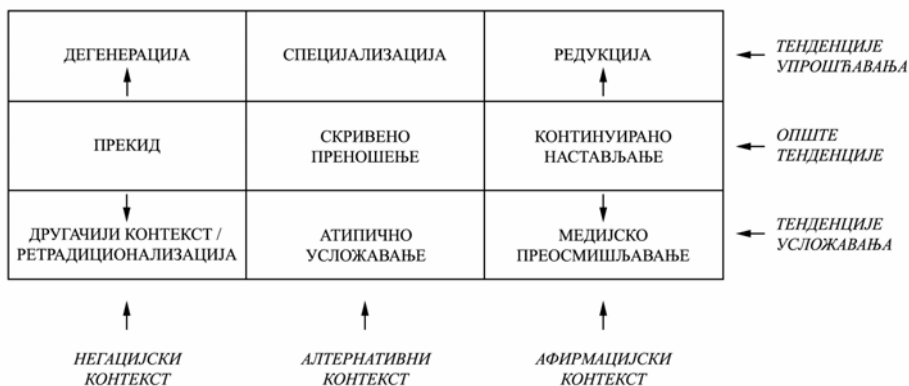 ДЕГЕНЕРАЦИЈА
СПЕЦИЈАЛИЗАЦИЈА
РЕДУКЦИЈА
ТЕНДЕНЦИЈЕ
УПРОШЋАВАЊА
ПРЕКИД
СКРИВЕНО
ПРЕНОШЕЊЕ
КОНТИНУИРАНО
НАСТАВЉАЊЕ
ОПШТЕ
ТЕНДЕНЦИЈЕ
ДРУГАЧИЈИ КОНТЕКСТ /
РЕТРАДИЦИОНАЛИЗАЦИЈА
АТИПИЧНО
УСЛОЖАВАЊЕ
МЕДИЈСКО
ПРЕОСМИШЉАВАЊЕ
ТЕНДЕНЦИЈЕ
УСЛОЖАВАЊА
НЕГАЦИЈСКИ
КОНТЕКСТ
АЛТЕРНАТИВНИ
КОНТЕКСТ
АФИРМАЦИЈСКИ
КОНТЕКСТ